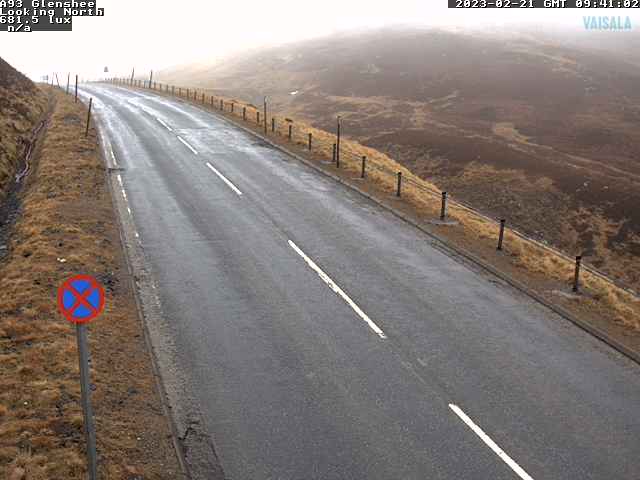 A93 Glenshee
Looking North
681.5 lux
n/a
2023-02-21 GMT 09:41:02
VAISALA